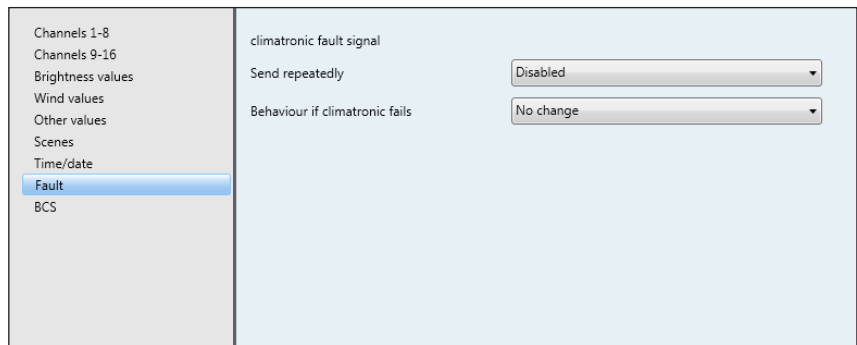 Channels 1-8
Channels 9-16
Brightness values
Wind values
Other values
Scenes
Time/date
Fault
BCS
climatronic fault signal
Send repeatedly
Disabled
Behaviour if climatronic fails
No change